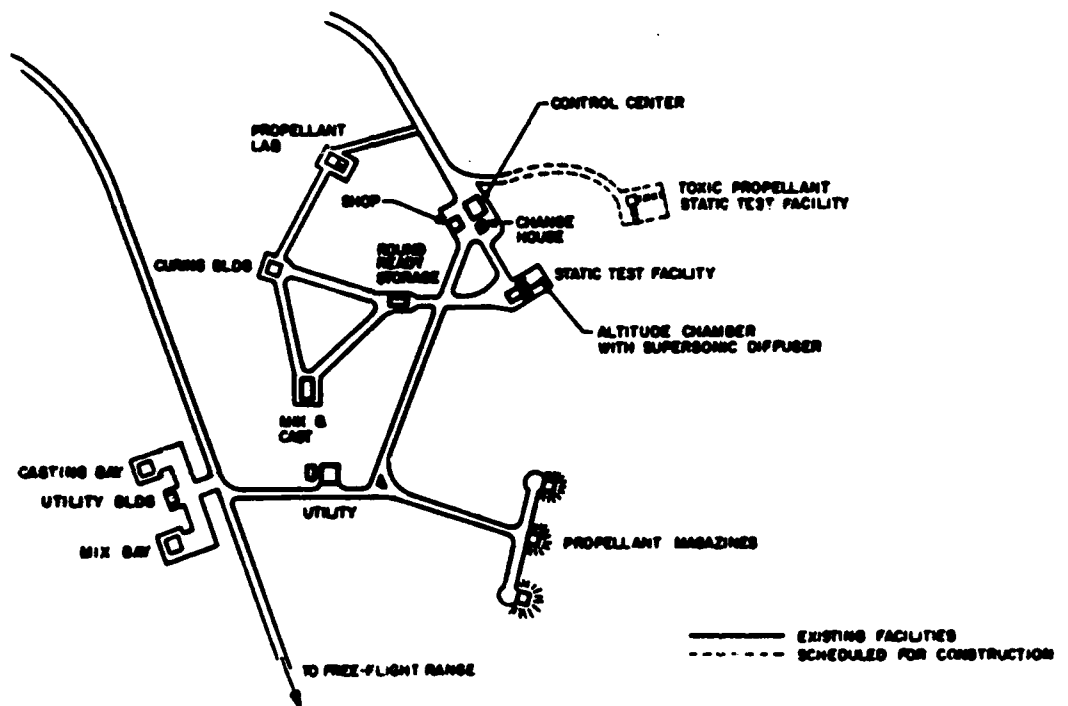 CONTROL CENTER
PROPELLANT
LAB
TOXIC PROPELLANT
STATIC TEST FACILITY
SHOP
CHANGE
HOUSE
ROUND
READY
STORAGE
CURING BLDG
STATIC TEST FACILITY
ALTITUDE CHAMBER
WITH SUPERSONIC DIFFUSER
MIX &
CAST
CASTING BAY
UTILITY BLDG
UTILITY
MIX BAY
PROPELLANT MAGAZINES
EXISTING FACILITIES
SCHEDULED FOR CONSTRUCTION
TO FREE-FLIGHT RANGE